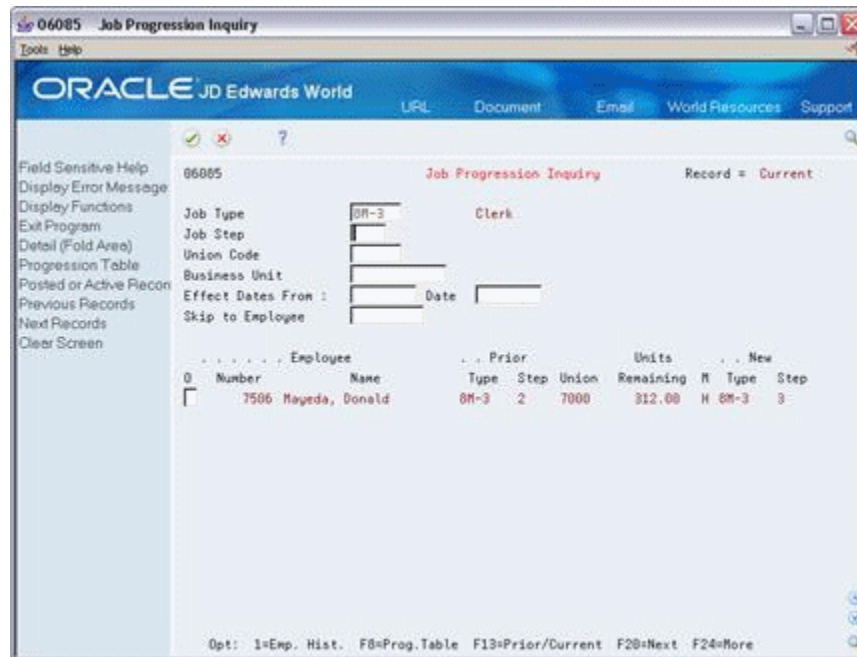 06085 Job Progression Inquiry
Tools Help
ORACLE JD Edwards World
URL Document Email World Resources Support
?
Field Sensitive Help
Display Error Message
Display Functions
Exit Program
Detail (Fold Area)
Progression Table
Posted or Active Recor
Previous Records
Next Records
Clear Screen
06085 Job Progression Inquiry Record = Current
Job Type 8M-3 Clerk
Job Step
Union Code
Business Unit
Effect Dates From : Date
Skip to Employee
. . . . . . Employee . . Prior Units . . New
O Number Name Type Step Union Remaining M Type Step
7506 Mayeda, Donald 8M-3 2 7000 312.00 H 8M-3 3
Opt: 1=Emp. Hist. F8=Prog.Table F13=Prior/Current F20=Next F24=More